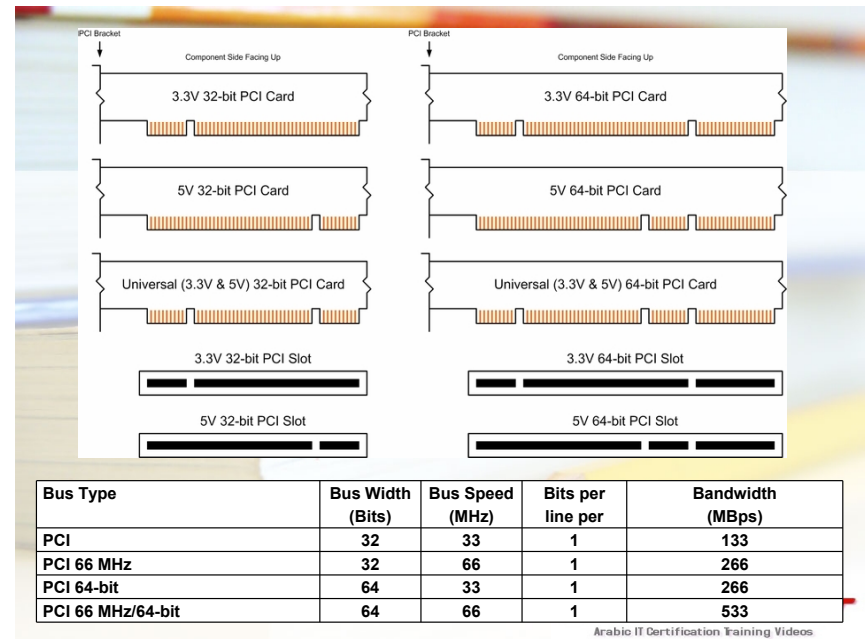 PCI Bracket
Component Side Facing Up
3.3V 32-bit PCI Card
5V 32-bit PCI Card
Universal (3.3V & 5V) 32-bit PCI Card
3.3V 32-bit PCI Slot
5V 32-bit PCI Slot
PCI Bracket
Component Side Facing Up
3.3V 64-bit PCI Card
5V 64-bit PCI Card
Universal (3.3V & 5V) 64-bit PCI Card
3.3V 64-bit PCI Slot
5V 64-bit PCI Slot
Bus Type Bus Width Bus Speed Bits per Bandwidth
(Bits) (MHz) line per (MBps)
PCI 32 33 1 133
PCI 66 MHz 32 66 1 266
PCI 64-bit 64 33 1 266
PCI 66 MHz/64-bit 64 66 1 533
Arabic IT Certification Training Videos